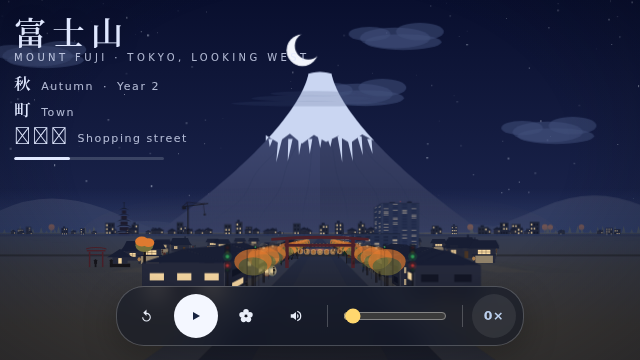 富士山
MOUNT FUJI · TOKYO, LOOKING WEST
秋 Autumn · Year 2
町 Town
Shopping street
0×